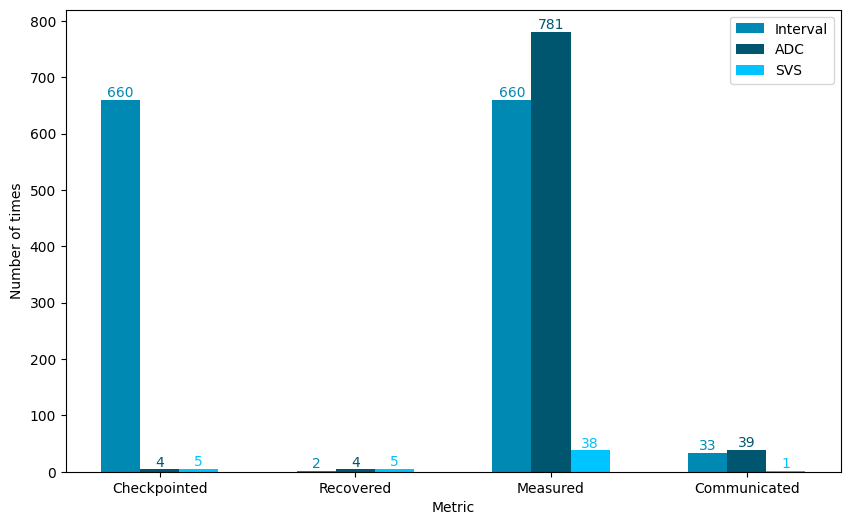 Number of times
800
700
600
500
400
300
200
100
0
660
4
5
2
4
5
660
781
38
33
39
1
Interval
ADC
SVS
Checkpointed
Recovered
Measured
Communicated
Metric